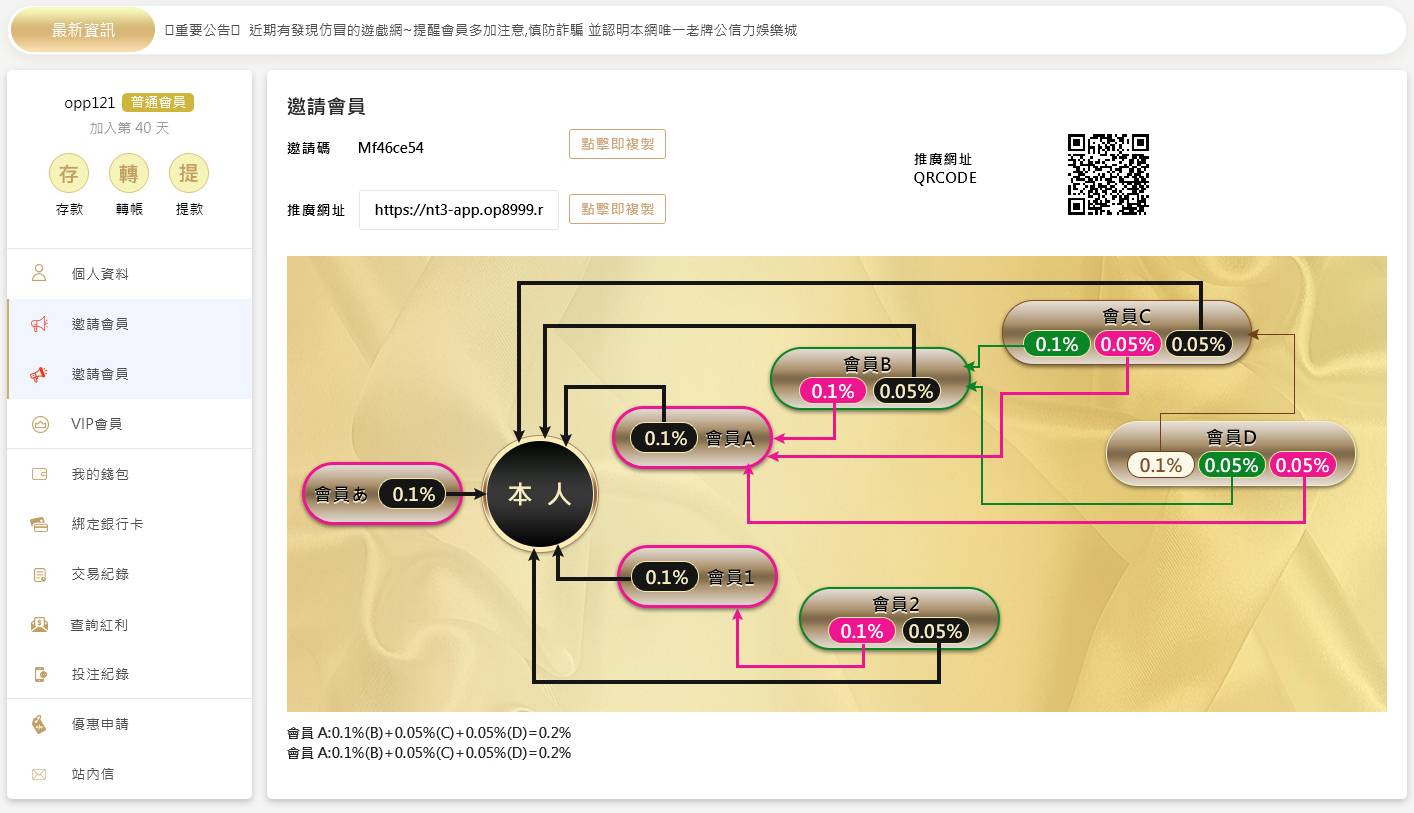 最新資訊
重要公告 近期有發現仿冒的遊戲網~提醒會員多加注意,慎防詐騙 並認明本網唯一老牌公信力娛樂城
opp121 普通會員
加入第 40 天
存 轉 提
存款 轉帳 提款
個人資料
邀請會員
邀請會員
VIP會員
我的錢包
綁定銀行卡
交易紀錄
查詢紅利
投注紀錄
優惠申請
站內信
邀請會員
邀請碼 Mf46ce54 點擊即複製
推廣網址 https://nt3-app.op8999.r 點擊即複製
推廣網址
QRCODE
會員C
0.1% 0.05% 0.05%
會員B
0.1% 0.05%
0.1% 會員A
會員D
0.1% 0.05% 0.05%
會員あ 0.1%
本 人
0.1% 會員1
會員2
0.1% 0.05%
會員 A:0.1%(B)+0.05%(C)+0.05%(D)=0.2%
會員 A:0.1%(B)+0.05%(C)+0.05%(D)=0.2%